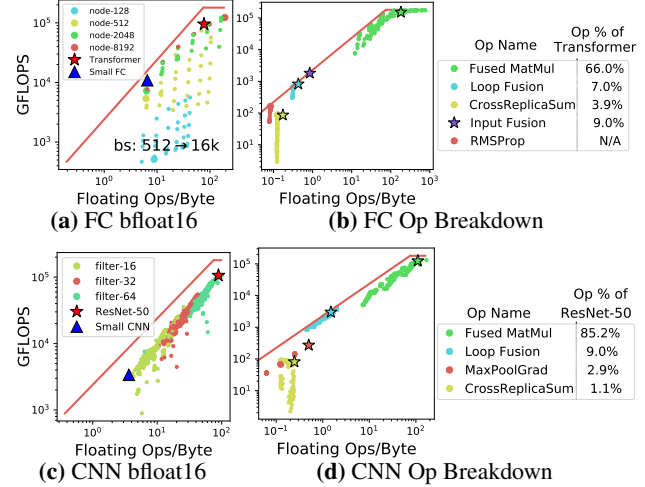 GFLOPS
10^5
10^4
10^3
node-128
node-512
node-2048
node-8192
Transformer
Small FC
bs: 512 → 16k
10^0 10^1 10^2
Floating Ops/Byte
(a) FC bfloat16
10^5
10^4
10^3
10^2
10^1
10^0
10^-1 10^0 10^1 10^2 10^3
Floating Ops/Byte
(b) FC Op Breakdown
Op Name Op % of Transformer
Fused MatMul 66.0%
Loop Fusion 7.0%
CrossReplicaSum 3.9%
Input Fusion 9.0%
RMSProp N/A
GFLOPS
10^5
10^4
10^3
filter-16
filter-32
filter-64
ResNet-50
Small CNN
10^0 10^1 10^2
Floating Ops/Byte
(c) CNN bfloat16
10^5
10^4
10^3
10^2
10^1
10^-1 10^0 10^1 10^2
Floating Ops/Byte
(d) CNN Op Breakdown
Op Name Op % of ResNet-50
Fused MatMul 85.2%
Loop Fusion 9.0%
MaxPoolGrad 2.9%
CrossReplicaSum 1.1%